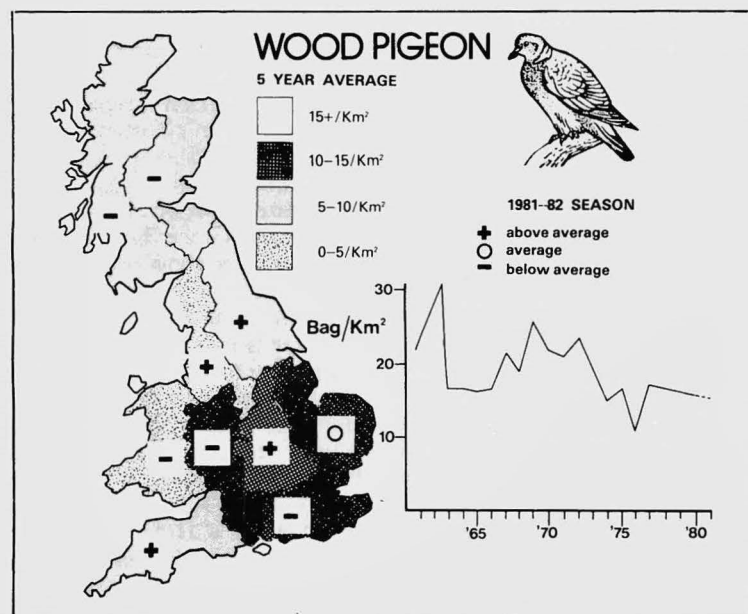 WOOD PIGEON
5 YEAR AVERAGE
15+/Km²
10-15/Km²
5-10/Km²
0-5/Km²
1981--82 SEASON
+ above average
O average
- below average
Bag/Km²
30
20
10
'65
'70
'75
'80